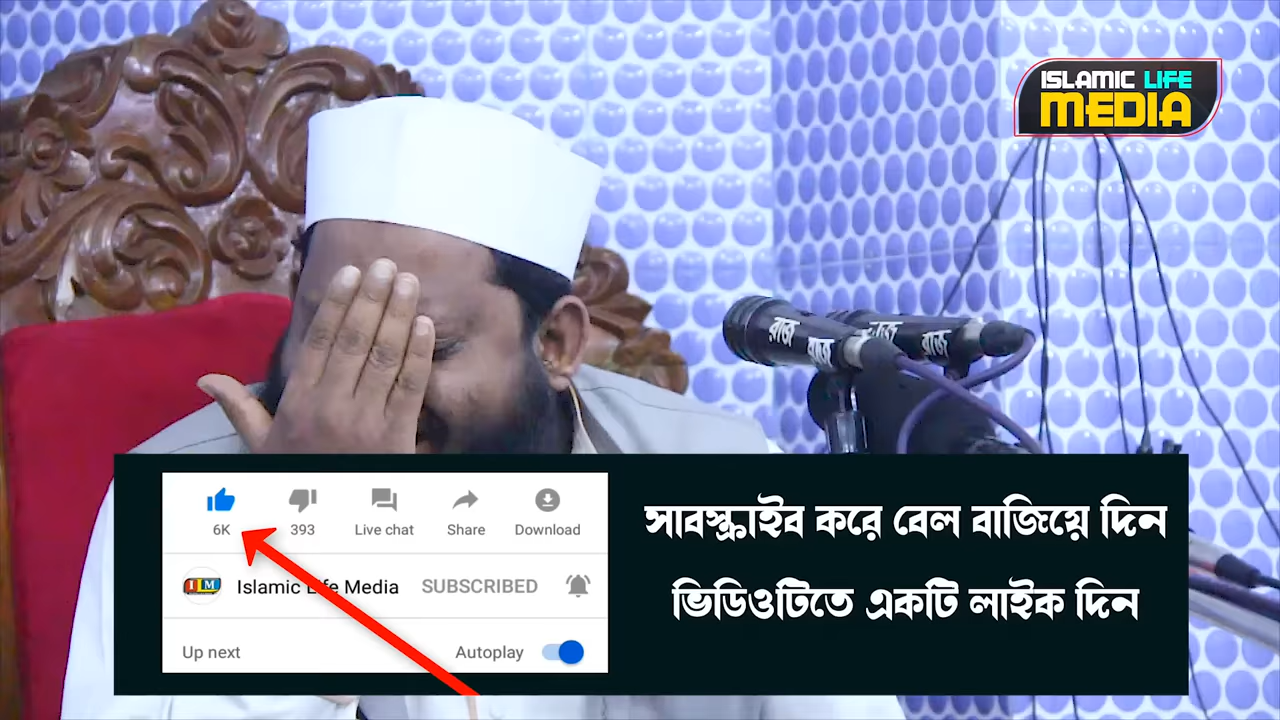 ISLAMIC LIFE
MEDIA
রাজ
রাজ
রাজ
রাজ
6K
393
Live chat
Share
Download
ILM
Islamic Life Media
SUBSCRIBED
Up next
Autoplay
সাবস্ক্রাইব করে বেল বাজিয়ে দিন
ভিডিওটিতে একটি লাইক দিন